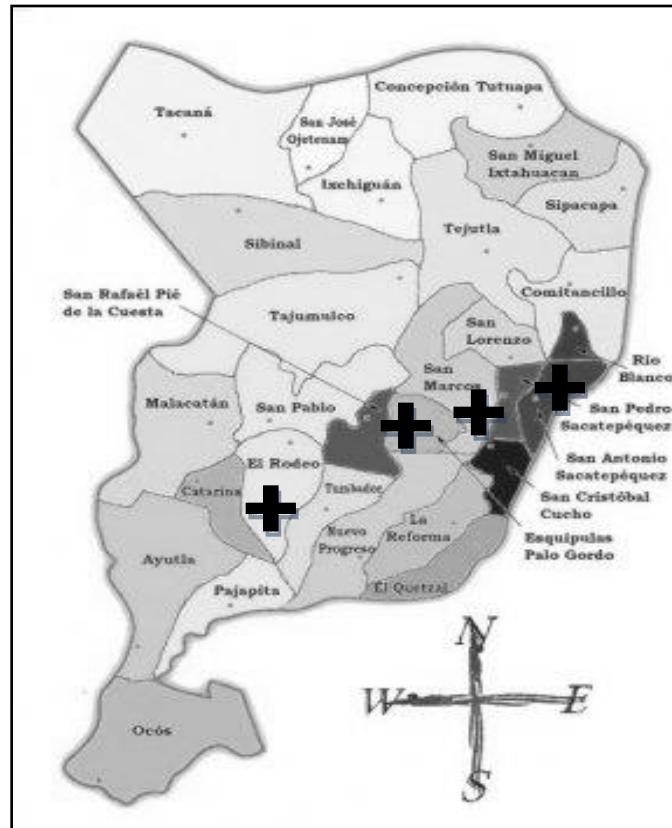 Concepción Tutuapa
Tacaná
San José
Ojetenam
San Miguel
Ixtahuacan
Ixchiguán
Sipacapa
Tejutla
Sibinal
San Rafaël Pié
de la Cuesta
Comitancillo
Tajumulco
San
Lorenzo
Rio
Blanco
San
Marcos
Malacatán
San Pablo
San Pedro
Sacatepéquez
El Rodeo
San Antonio
Sacatepéquez
Catarina
Tumbador
San Cristóbal
Cucho
La
Reforma
Nuevo
Progreso
Esquipulas
Palo Gordo
Ayutla
El Quetzal
Pajapita
N
W
E
Ocós
S